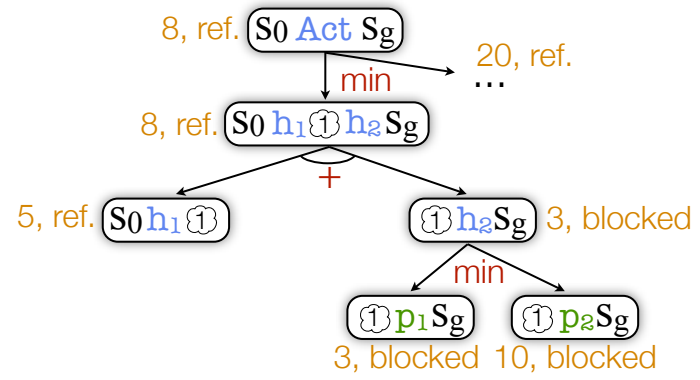 8, ref. S0 Act Sg
20, ref.
...
min
8, ref. S0 h1 1 h2 Sg
+
5, ref. S0 h1 1
1 h2 Sg 3, blocked
min
1 p1 Sg
1 p2 Sg
3, blocked
10, blocked